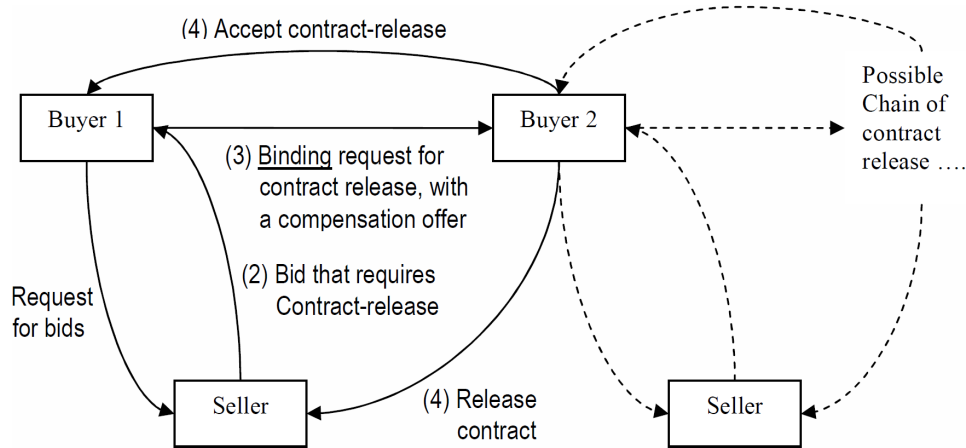 (4) Accept contract-release
Buyer 1
Buyer 2
Possible
Chain of
contract
release ….
(3) Binding request for
contract release, with
a compensation offer
(2) Bid that requires
Contract-release
Request
for bids
Seller
(4) Release
contract
Seller